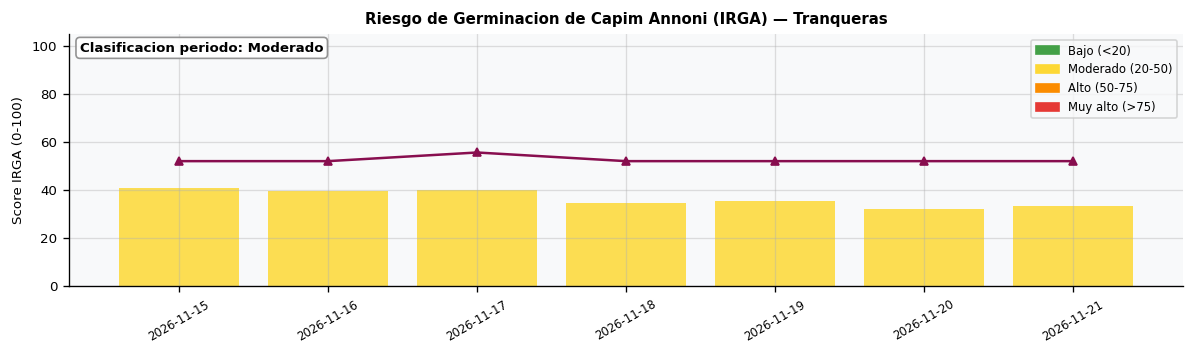 Riesgo de Germinacion de Capim Annoni (IRGA) — Tranqueras
Clasificacion periodo: Moderado
Bajo (<20)
Moderado (20-50)
Alto (50-75)
Muy alto (>75)
Score IRGA (0-100)
100
80
60
40
20
0
2026-11-15
2026-11-16
2026-11-17
2026-11-18
2026-11-19
2026-11-20
2026-11-21